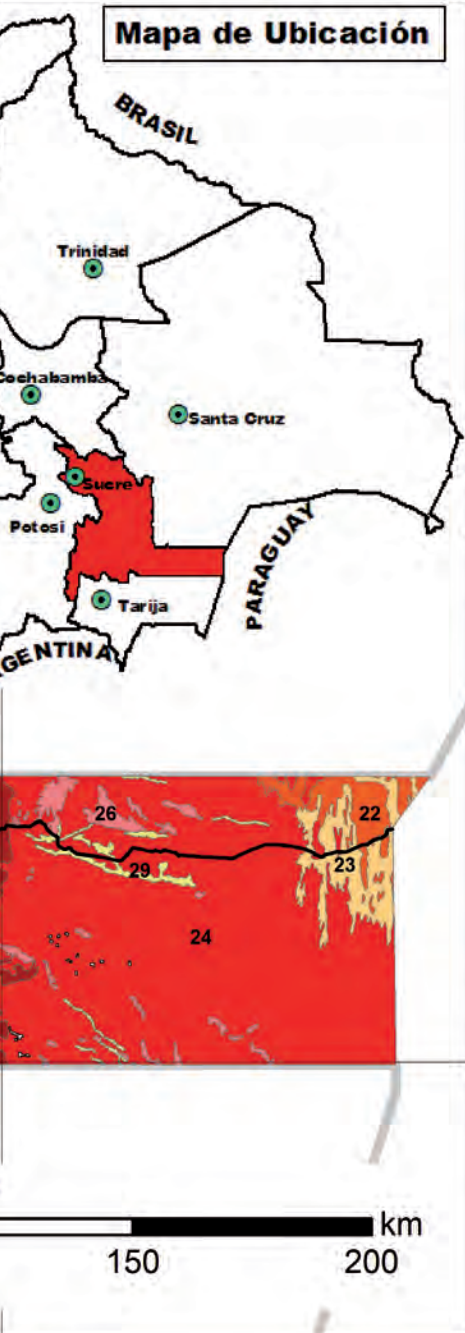 Mapa de Ubicación
BRASIL
Trinidad
Cochabamba
Santa Cruz
Sucre
Potosi
PARAGUAY
Tarija
GENTINA
26
22
29
23
24
km
150
200